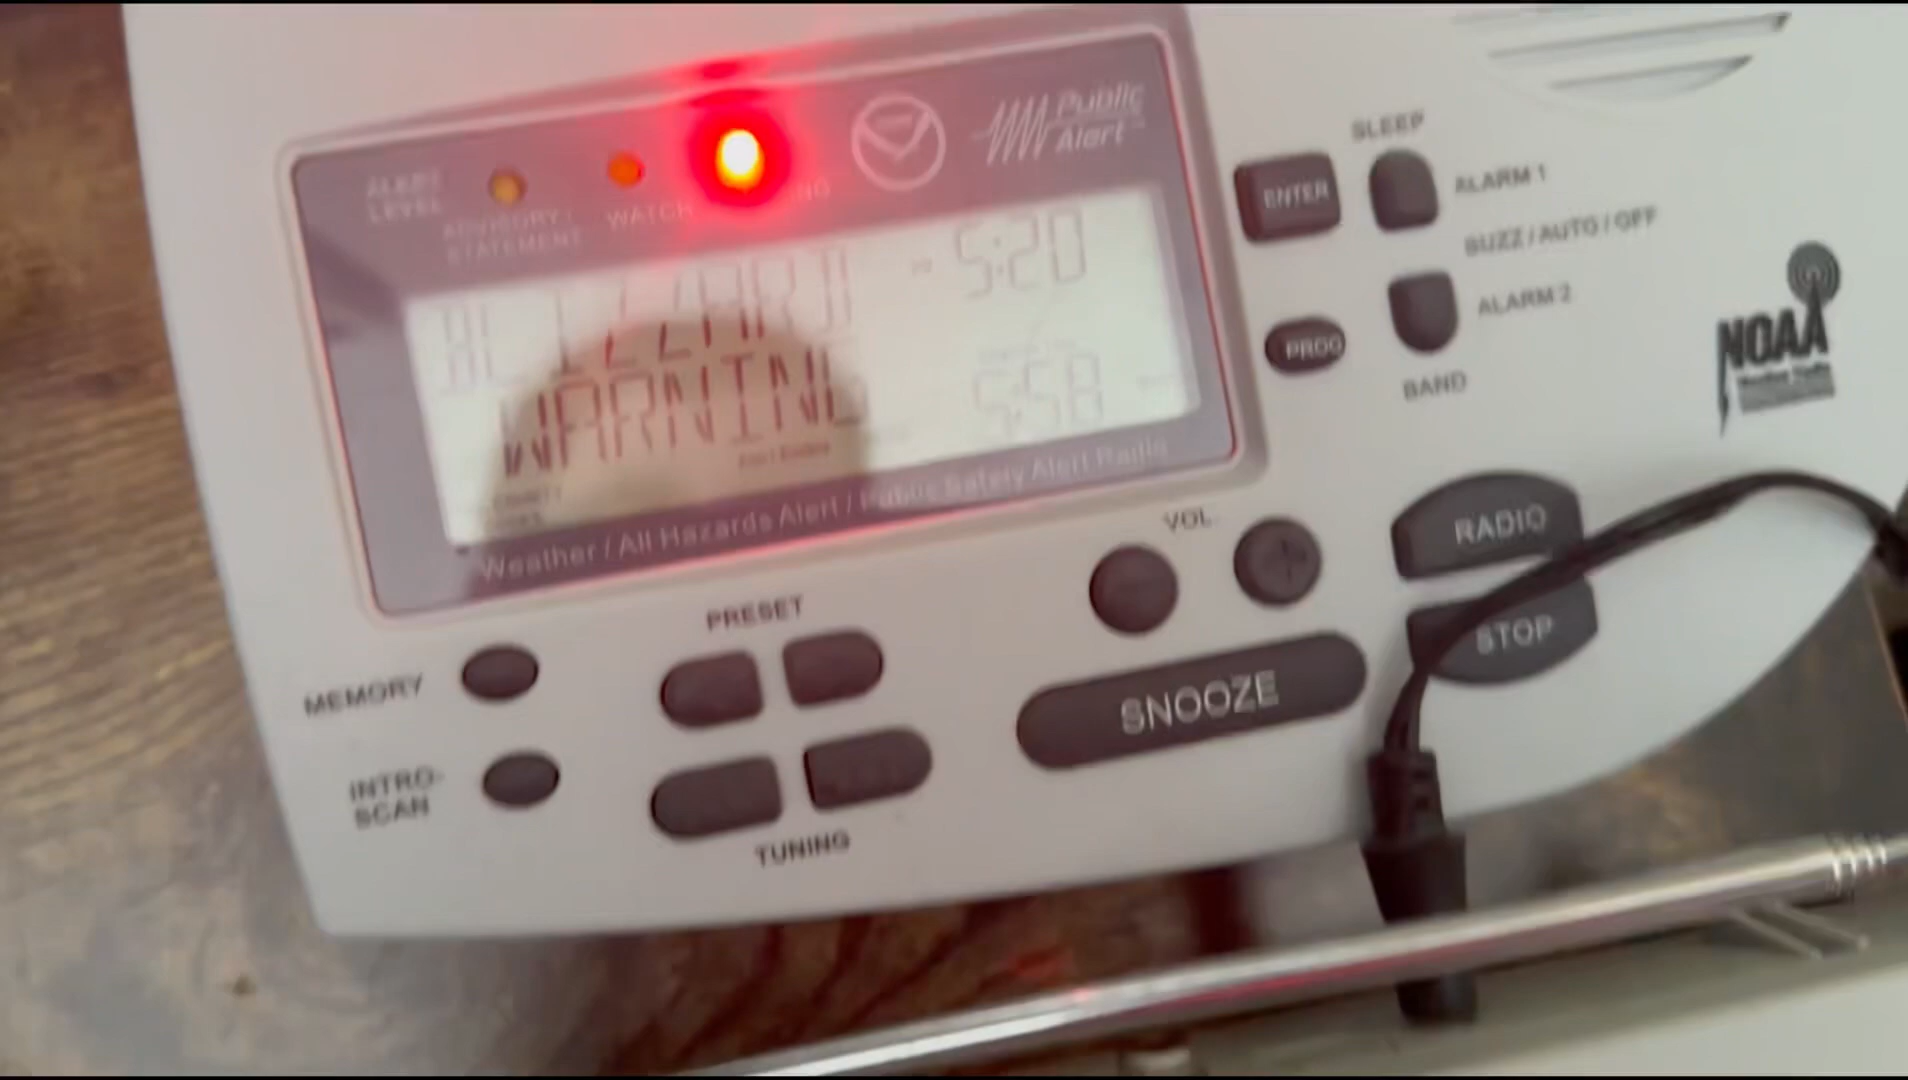 Public
Alert
ALERT
LEVEL
ADVISORY /
STATEMENT
WATCH
BLIZZARD
WARNING
5:20
5:58
Weather / All Hazards Alert / Public Safety Alert Radio
SLEEP
ENTER
ALARM 1
BUZZ / AUTO / OFF
PROG
ALARM 2
BAND
NOAA
VOL
RADIO
STOP
SNOOZE
PRESET
MEMORY
INTRO-
SCAN
TUNING